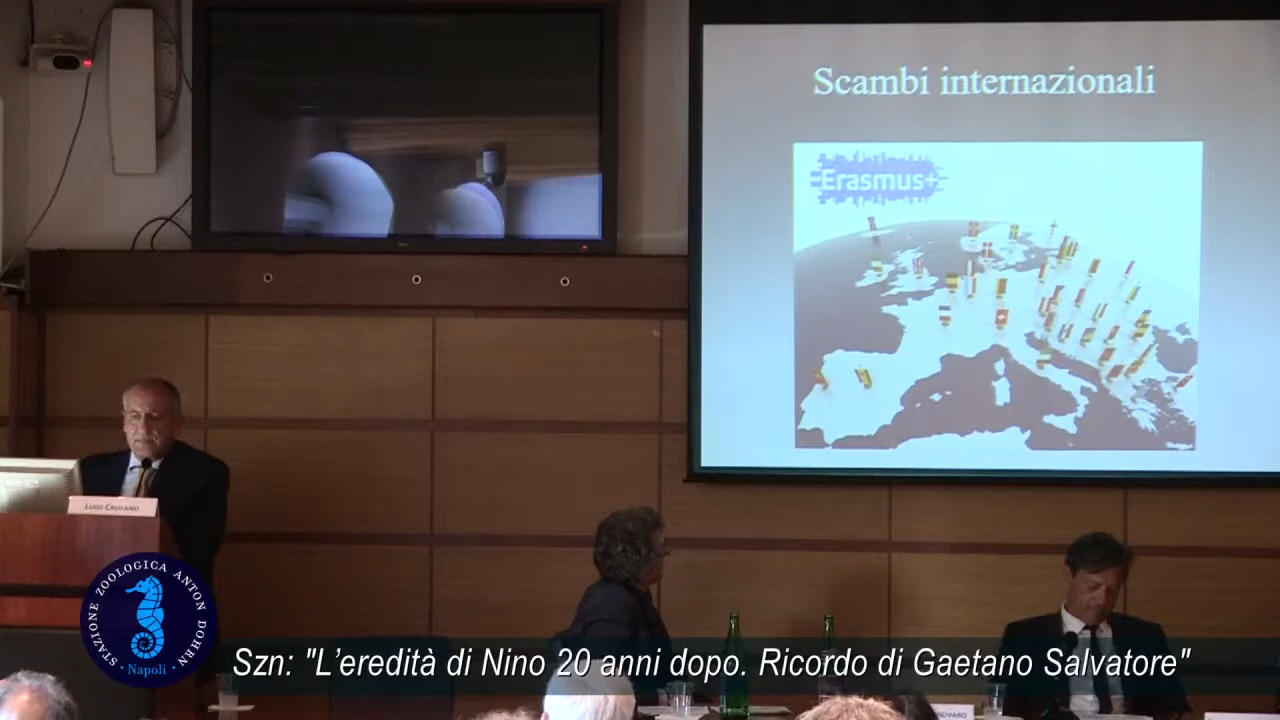 Scambi internazionali
Erasmus+
LUIGI CALIFANO
STAZIONE ZOOLOGICA ANTON DOHRN
• Napoli •
Szn: "L'eredità di Nino 20 anni dopo. Ricordo di Gaetano Salvatore"